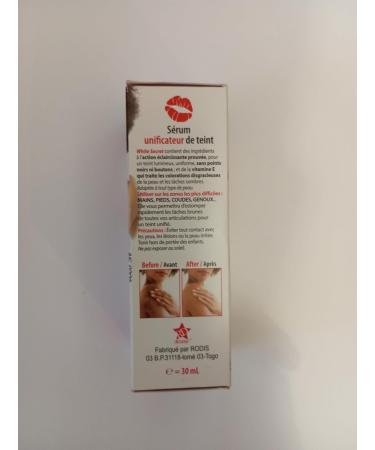 Sérum
unificateur de teint
White Secret contient des ingrédients
à l'action éclaircissante prouvée, pour
un teint lumineux, uniforme, sans points
noirs ni boutons ; et de la vitamine E
qui traite les colorations disgracieuses
de la peau et les tâches sombres.
Adaptée à tout type de peau.
Utiliser sur les zones les plus difficiles :
MAINS, PIEDS, COUDES, GENOUX...
Elle vous permettra d'estomper
rapidement les tâches brunes
de toutes vos articulations pour
un teint unifié.
Précautions : Éviter tout contact avec
les yeux, les lésions ou la peau irritée.
Tenir hors de portée des enfants.
Ne pas exposer au soleil.
Before / Avant
After / Après
Fabriqué par RODIS
03 B.P.31118-lomé 03-Togo
℮ = 30 mL